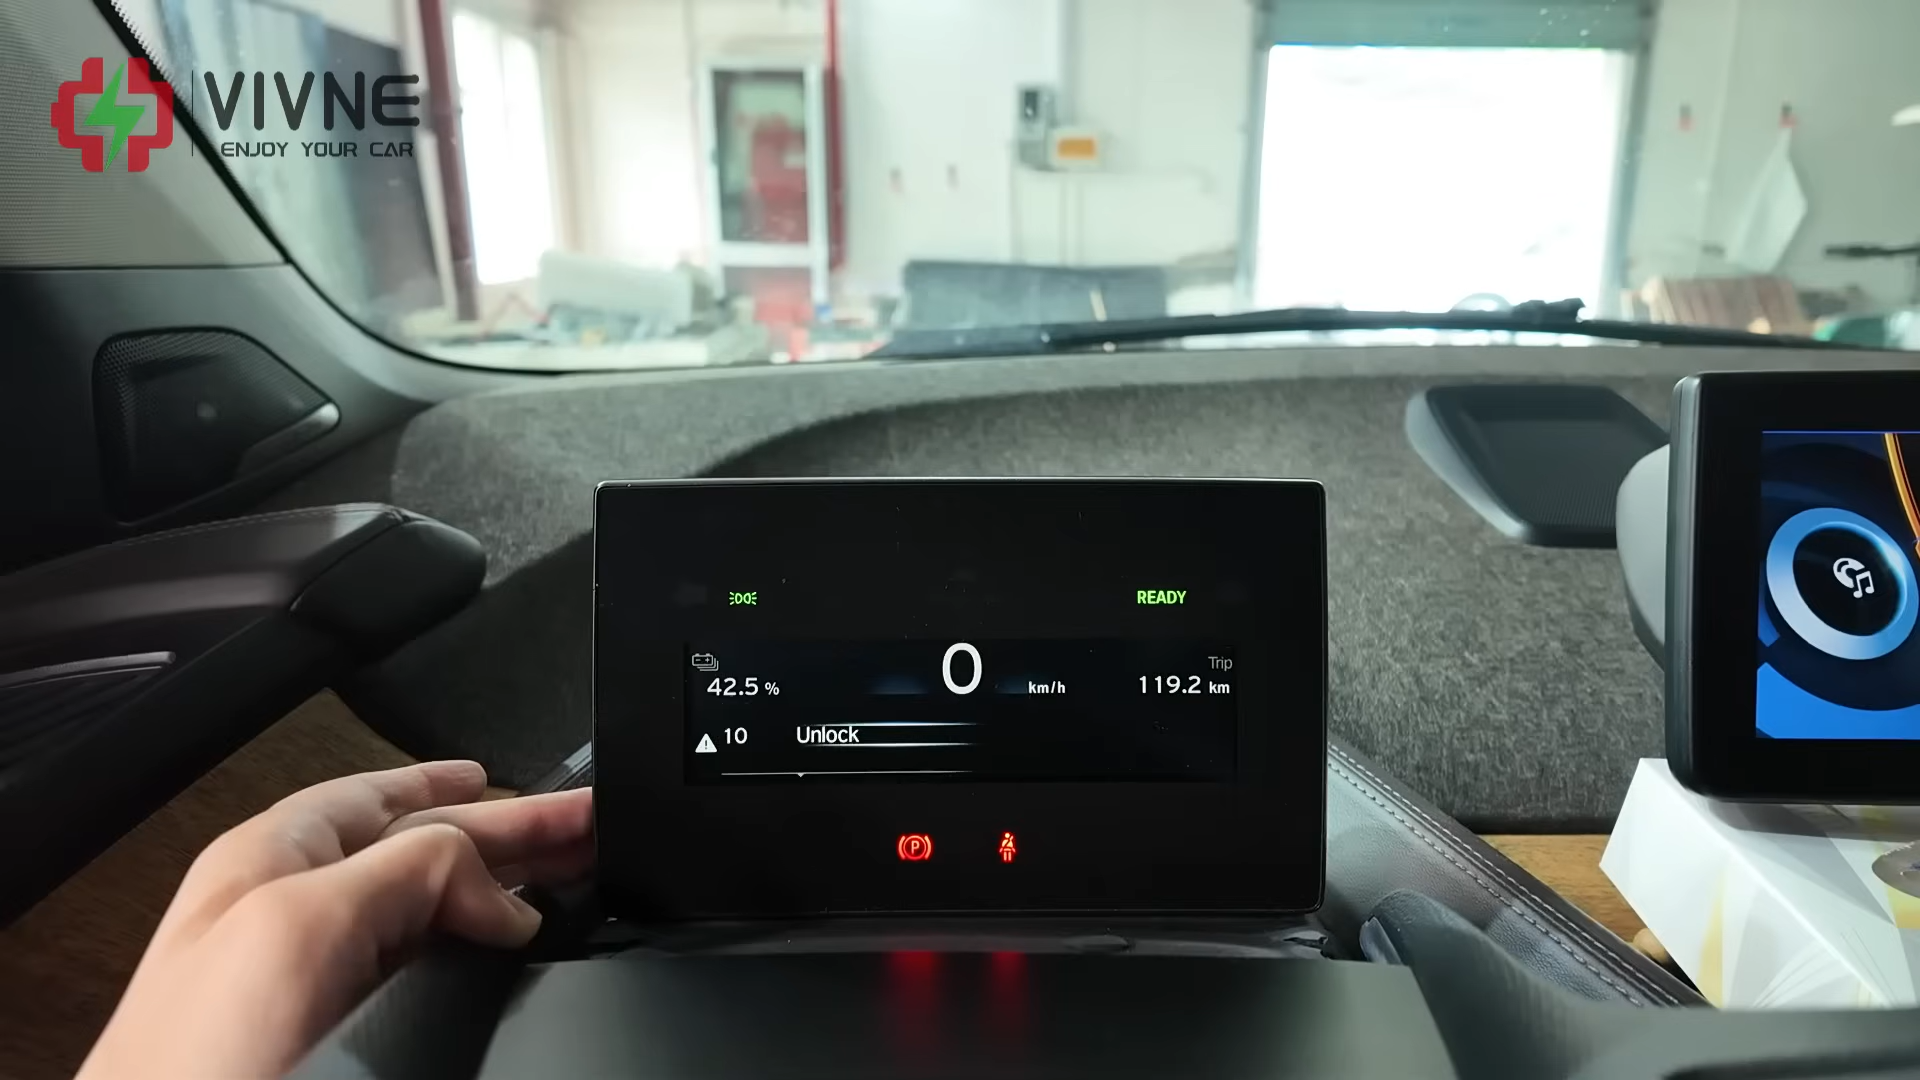 VIVNE
ENJOY YOUR CAR
READY
42.5 %
0 km/h
Trip
119.2 km
10 Unlock
P